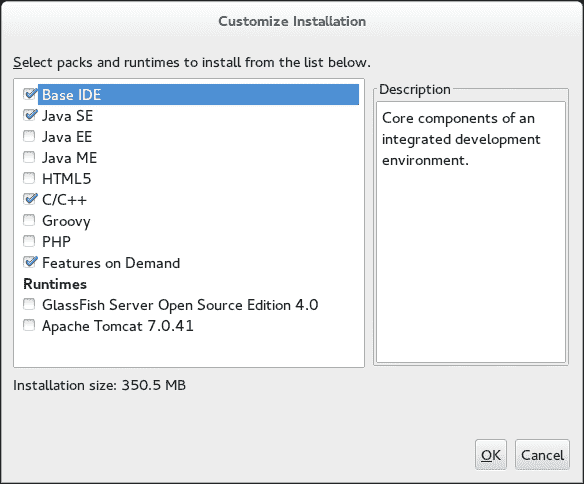 Customize Installation
Select packs and runtimes to install from the list below.
Base IDE
Java SE
Java EE
Java ME
HTML5
C/C++
Groovy
PHP
Features on Demand
Runtimes
GlassFish Server Open Source Edition 4.0
Apache Tomcat 7.0.41
Description
Core components of an
integrated development
environment.
Installation size: 350.5 MB
OK
Cancel